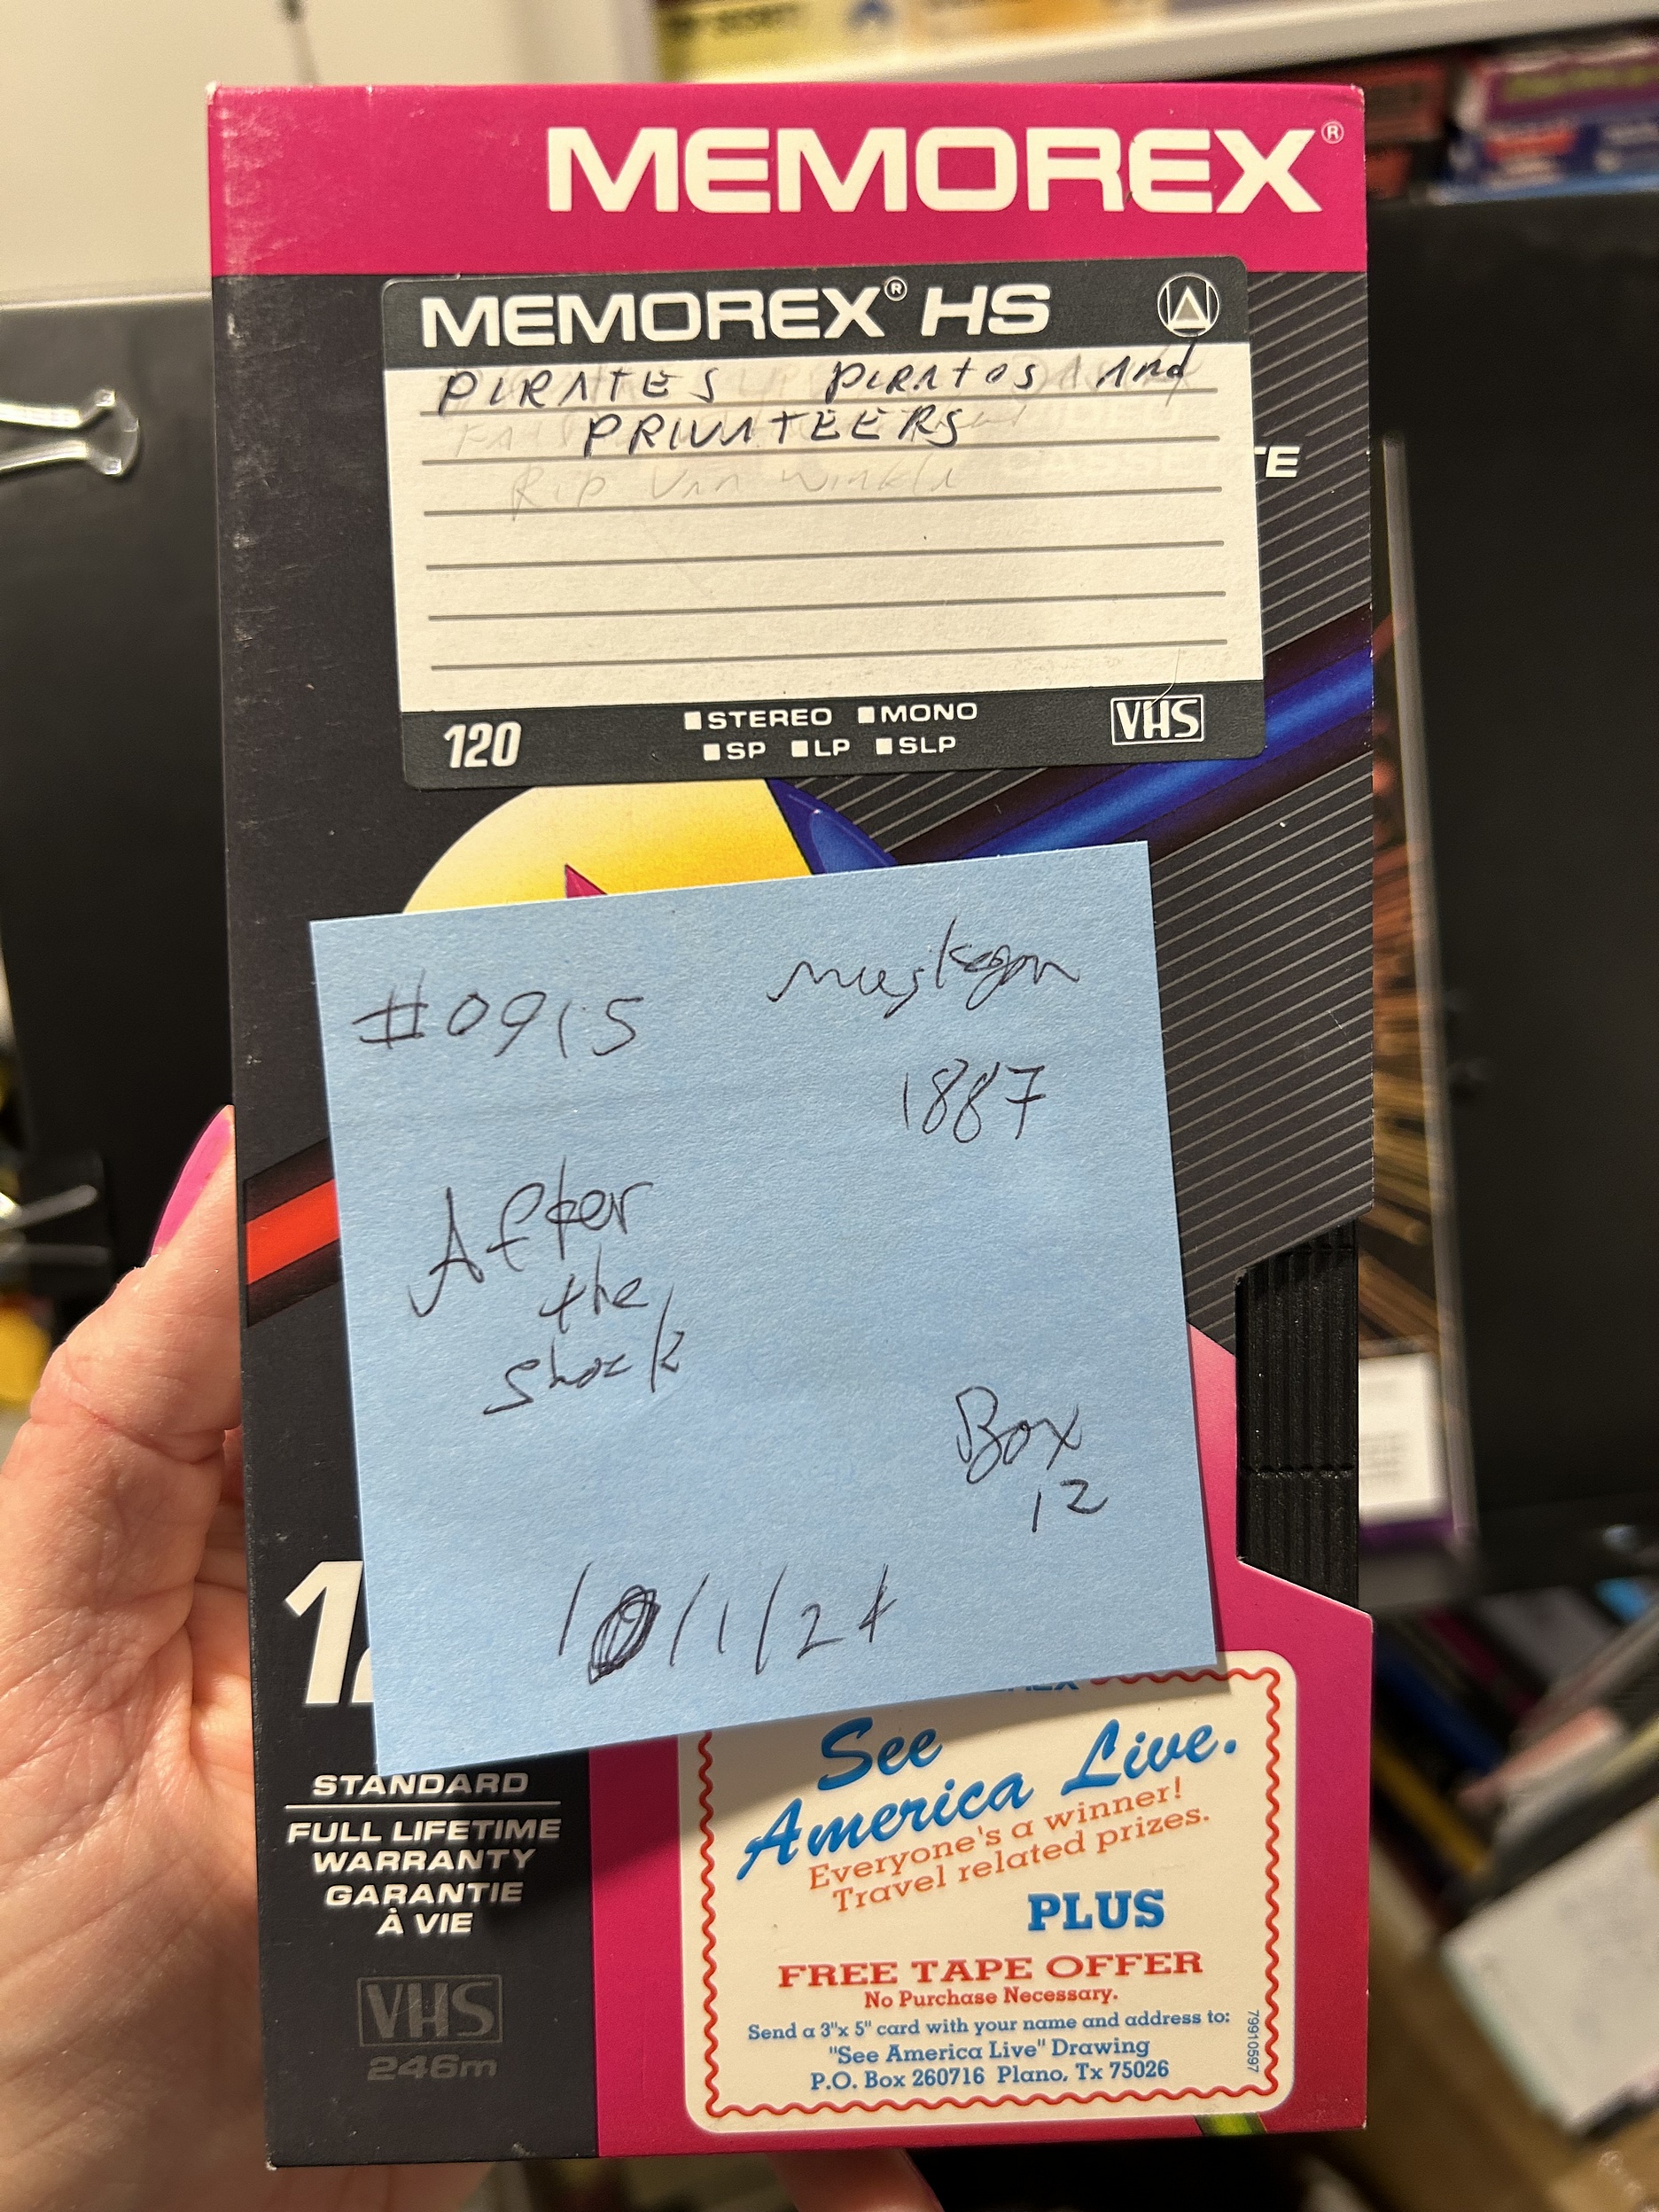 MEMOREX®
MEMOREX® HS
PIRATES PIRAtes And
PRIVATEERS
Rip Van Winkle
TE
120
■ STEREO ■ MONO
■ SP ■ LP ■ SLP
VHS
#0915
Muskegon
1887
After
the
shock
Box
12
10/1/24
1
STANDARD
FULL LIFETIME
WARRANTY
GARANTIE
À VIE
VHS
246m
See
America Live.
Everyone's a winner!
Travel related prizes.
PLUS
FREE TAPE OFFER
No Purchase Necessary.
Send a 3"x 5" card with your name and address to:
"See America Live" Drawing
P.O. Box 260716 Plano, Tx 75026
79910597